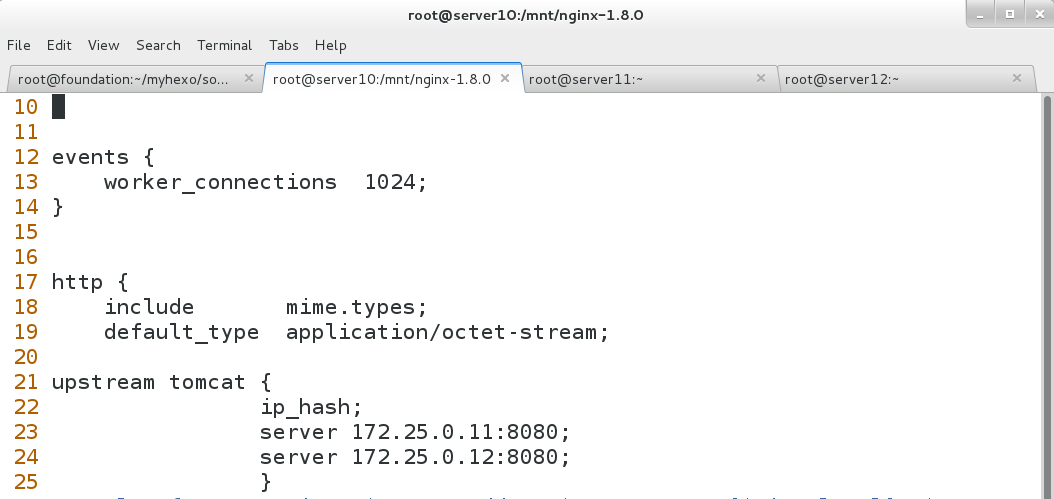 root@server10:/mnt/nginx-1.8.0
File Edit View Search Terminal Tabs Help
root@foundation:~/myhexo/so... root@server10:/mnt/nginx-1.8.0 root@server11:~ root@server12:~
10
11
12 events {
13     worker_connections  1024;
14 }
15
16
17 http {
18     include       mime.types;
19     default_type  application/octet-stream;
20
21 upstream tomcat {
22                 ip_hash;
23                 server 172.25.0.11:8080;
24                 server 172.25.0.12:8080;
25                 }